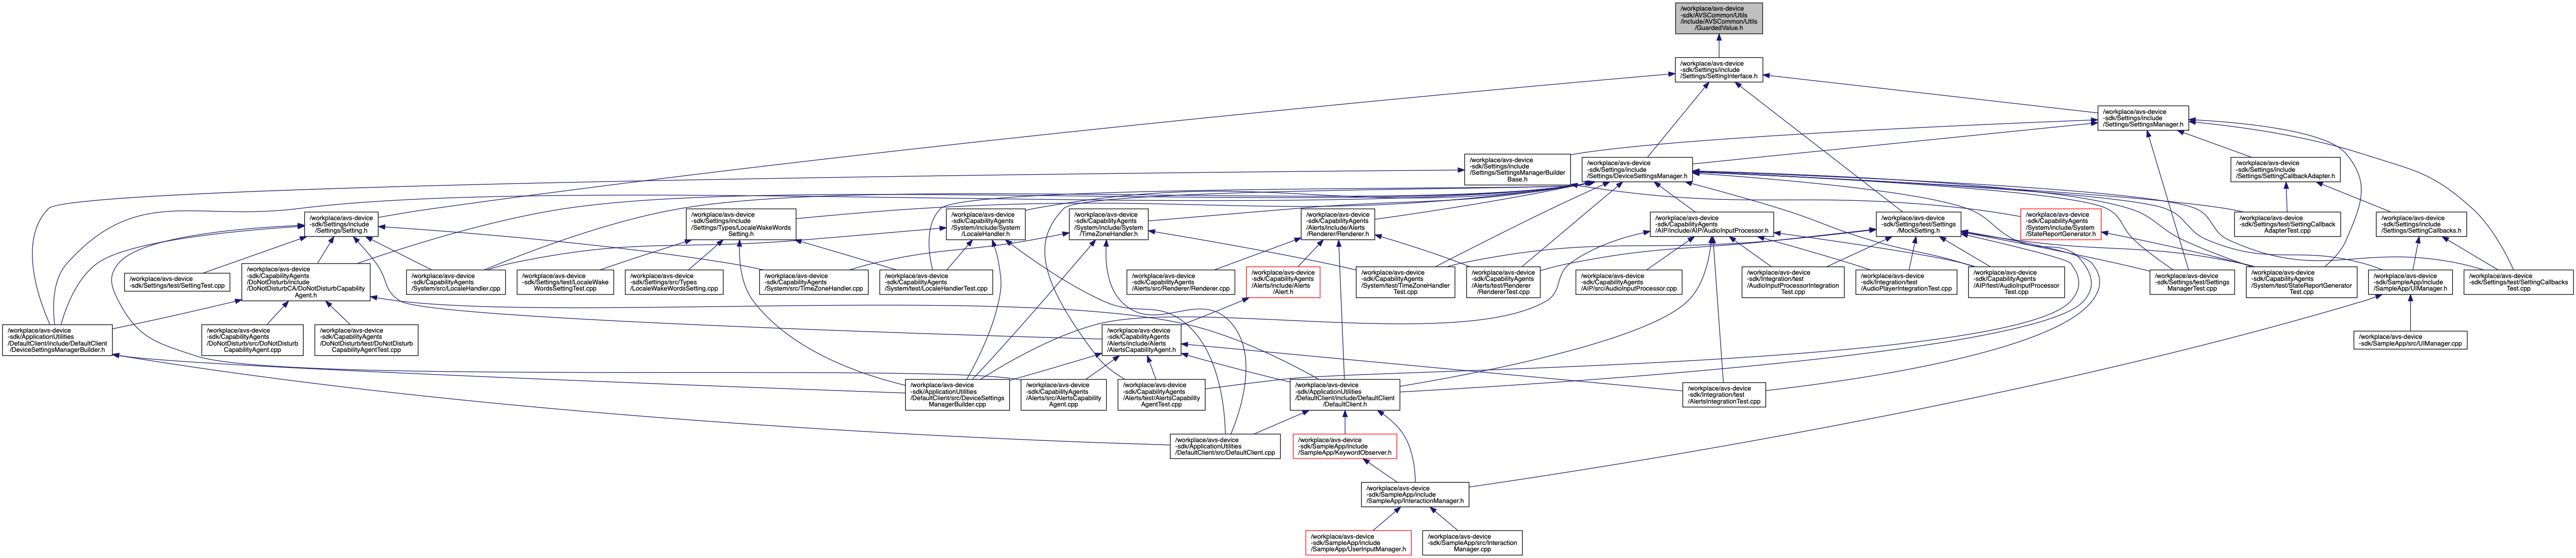 /workplace/avs-device
-sdk/AVSCommon/Utils
/include/AVSCommon/Utils
/GuardedValue.h
/workplace/avs-device
-sdk/Settings/include
/Settings/SettingInterface.h
/workplace/avs-device
-sdk/Settings/include
/Settings/SettingsManager.h
/workplace/avs-device
-sdk/Settings/include
/Settings/SettingsManagerBuilder
Base.h
/workplace/avs-device
-sdk/Settings/include
/Settings/DeviceSettingsManager.h
/workplace/avs-device
-sdk/Settings/include
/Settings/SettingCallbackAdapter.h
/workplace/avs-device
-sdk/Settings/include
/Settings/Setting.h
/workplace/avs-device
-sdk/Settings/include
/Settings/Types/LocaleWakeWords
Setting.h
/workplace/avs-device
-sdk/CapabilityAgents
/System/include/System
/LocaleHandler.h
/workplace/avs-device
-sdk/CapabilityAgents
/System/include/System
/TimeZoneHandler.h
/workplace/avs-device
-sdk/CapabilityAgents
/Alerts/include/Alerts
/Renderer/Renderer.h
/workplace/avs-device
-sdk/CapabilityAgents
/AIP/include/AIP/AudioInputProcessor.h
/workplace/avs-device
-sdk/Settings/test/Settings
/MockSetting.h
/workplace/avs-device
-sdk/CapabilityAgents
/System/include/System
/StateReportGenerator.h
/workplace/avs-device
-sdk/Settings/test/SettingCallback
AdapterTest.cpp
/workplace/avs-device
-sdk/Settings/include
/Settings/SettingCallbacks.h
/workplace/avs-device
-sdk/Settings/test/SettingTest.cpp
/workplace/avs-device
-sdk/CapabilityAgents
/DoNotDisturb/include
/DoNotDisturbCA/DoNotDisturbCapability
Agent.h
/workplace/avs-device
-sdk/CapabilityAgents
/System/src/LocaleHandler.cpp
/workplace/avs-device
-sdk/Settings/test/LocaleWake
WordsSettingTest.cpp
/workplace/avs-device
-sdk/Settings/src/Types
/LocaleWakeWordsSetting.cpp
/workplace/avs-device
-sdk/CapabilityAgents
/System/src/TimeZoneHandler.cpp
/workplace/avs-device
-sdk/CapabilityAgents
/System/test/LocaleHandlerTest.cpp
/workplace/avs-device
-sdk/CapabilityAgents
/Alerts/src/Renderer/Renderer.cpp
/workplace/avs-device
-sdk/CapabilityAgents
/Alerts/include/Alerts
/Alert.h
/workplace/avs-device
-sdk/CapabilityAgents
/System/test/TimeZoneHandler
Test.cpp
/workplace/avs-device
-sdk/CapabilityAgents
/Alerts/test/Renderer
/RendererTest.cpp
/workplace/avs-device
-sdk/CapabilityAgents
/AIP/src/AudioInputProcessor.cpp
/workplace/avs-device
-sdk/Integration/test
/AudioInputProcessorIntegration
Test.cpp
/workplace/avs-device
-sdk/Integration/test
/AudioPlayerIntegrationTest.cpp
/workplace/avs-device
-sdk/CapabilityAgents
/AIP/test/AudioInputProcessor
Test.cpp
/workplace/avs-device
-sdk/Settings/test/Settings
ManagerTest.cpp
/workplace/avs-device
-sdk/CapabilityAgents
/System/test/StateReportGenerator
Test.cpp
/workplace/avs-device
-sdk/SampleApp/include
/SampleApp/UIManager.h
/workplace/avs-device
-sdk/Settings/test/SettingCallbacks
Test.cpp
/workplace/avs-device
-sdk/ApplicationUtilities
/DefaultClient/include/DefaultClient
/DeviceSettingsManagerBuilder.h
/workplace/avs-device
-sdk/CapabilityAgents
/DoNotDisturb/src/DoNotDisturb
CapabilityAgent.cpp
/workplace/avs-device
-sdk/CapabilityAgents
/DoNotDisturb/test/DoNotDisturb
CapabilityAgentTest.cpp
/workplace/avs-device
-sdk/CapabilityAgents
/Alerts/include/Alerts
/AlertsCapabilityAgent.h
/workplace/avs-device
-sdk/SampleApp/src/UIManager.cpp
/workplace/avs-device
-sdk/ApplicationUtilities
/DefaultClient/src/DeviceSettings
ManagerBuilder.cpp
/workplace/avs-device
-sdk/CapabilityAgents
/Alerts/src/AlertsCapability
Agent.cpp
/workplace/avs-device
-sdk/CapabilityAgents
/Alerts/test/AlertsCapability
AgentTest.cpp
/workplace/avs-device
-sdk/ApplicationUtilities
/DefaultClient/include/DefaultClient
/DefaultClient.h
/workplace/avs-device
-sdk/Integration/test
/AlertsIntegrationTest.cpp
/workplace/avs-device
-sdk/ApplicationUtilities
/DefaultClient/src/DefaultClient.cpp
/workplace/avs-device
-sdk/SampleApp/include
/SampleApp/KeywordObserver.h
/workplace/avs-device
-sdk/SampleApp/include
/SampleApp/InteractionManager.h
/workplace/avs-device
-sdk/SampleApp/include
/SampleApp/UserInputManager.h
/workplace/avs-device
-sdk/SampleApp/src/Interaction
Manager.cpp